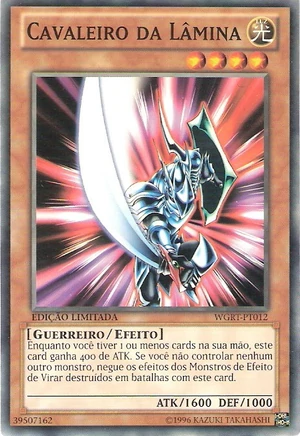 CAVALEIRO DA LÂMINA
光
EDIÇÃO LIMITADA WGRT-PT012
[GUERREIRO/EFEITO]
Enquanto você tiver 1 ou menos cards na sua mão, este
card ganha 400 de ATK. Se você não controlar nenhum
outro monstro, negue os efeitos dos Monstros de Efeito
de Virar destruídos em batalhas com este card.
ATK/1600 DEF/1000
39507162 ©1996 KAZUKI TAKAHASHI